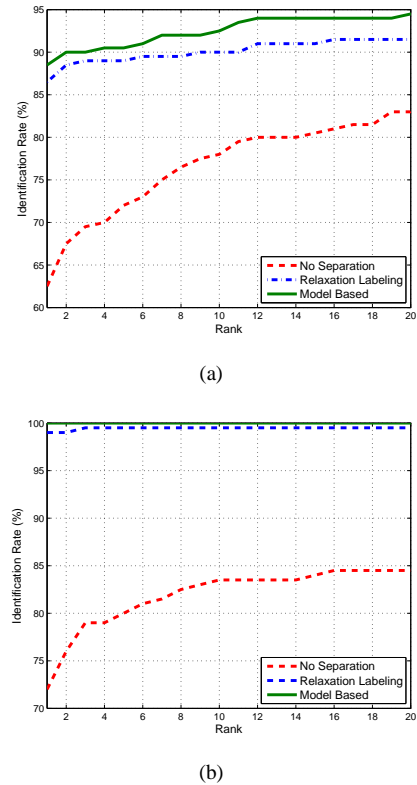 95
90
85
80
75
70
65
60
Identification Rate (%)
2 4 6 8 10 12 14 16 18 20
Rank
No Separation
Relaxation Labeling
Model Based
(a)
100
95
90
85
80
75
70
Identification Rate (%)
2 4 6 8 10 12 14 16 18 20
Rank
No Separation
Relaxation Labeling
Model Based
(b)